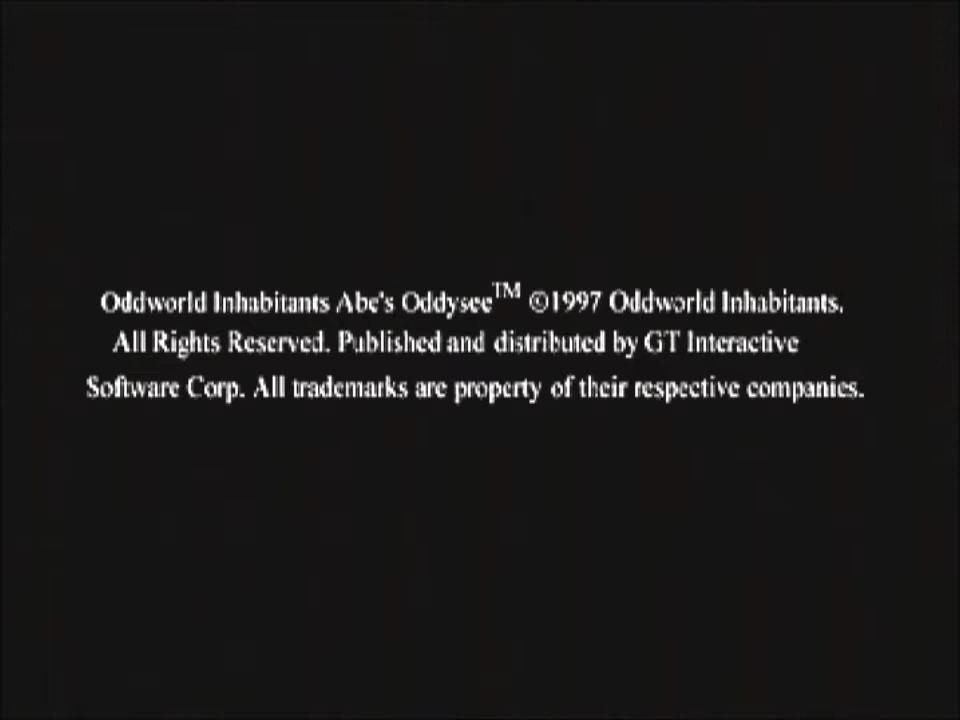 Oddworld Inhabitants Abe's Oddysee™ ©1997 Oddworld Inhabitants.
All Rights Reserved. Published and distributed by GT Interactive
Software Corp. All trademarks are property of their respective companies.